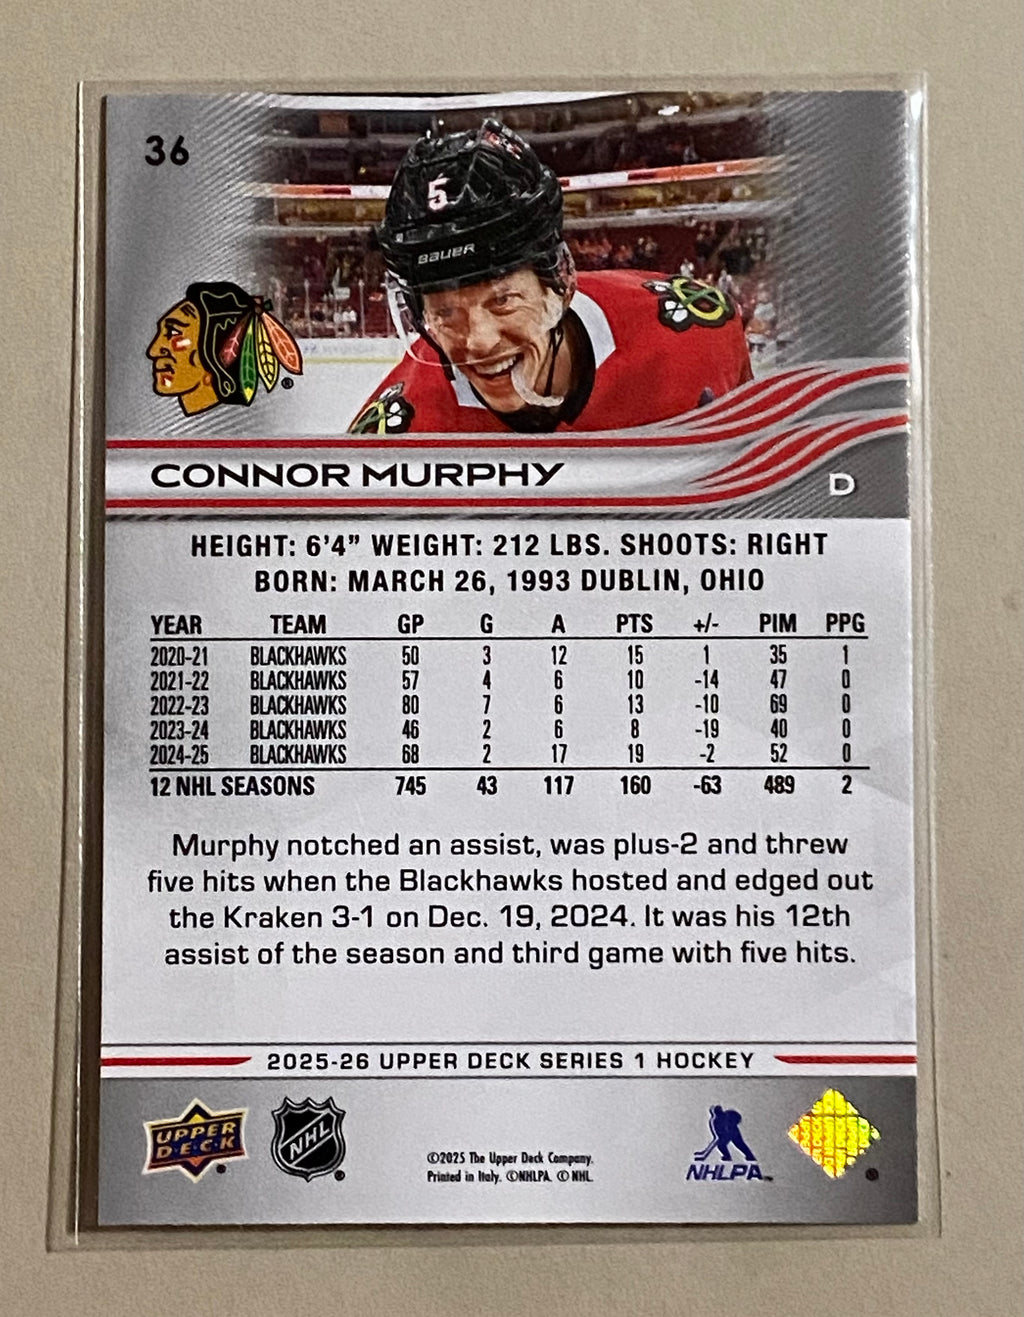 36
5
BAUER
CONNOR MURPHY
D
HEIGHT: 6'4" WEIGHT: 212 LBS. SHOOTS: RIGHT
BORN: MARCH 26, 1993 DUBLIN, OHIO
YEAR TEAM GP G A PTS +/- PIM PPG
2020-21 BLACKHAWKS 50 3 12 15 1 35 1
2021-22 BLACKHAWKS 57 4 6 10 -14 47 0
2022-23 BLACKHAWKS 80 7 6 13 -10 69 0
2023-24 BLACKHAWKS 46 2 6 8 -19 40 0
2024-25 BLACKHAWKS 68 2 17 19 -2 52 0
12 NHL SEASONS 745 43 117 160 -63 489 2
Murphy notched an assist, was plus-2 and threw
five hits when the Blackhawks hosted and edged out
the Kraken 3-1 on Dec. 19, 2024. It was his 12th
assist of the season and third game with five hits.
2025-26 UPPER DECK SERIES 1 HOCKEY
UPPER
D·E·C·K ®
NHL ®
©2025 The Upper Deck Company.
Printed in Italy. ©NHLPA. © NHL.
NHLPA™